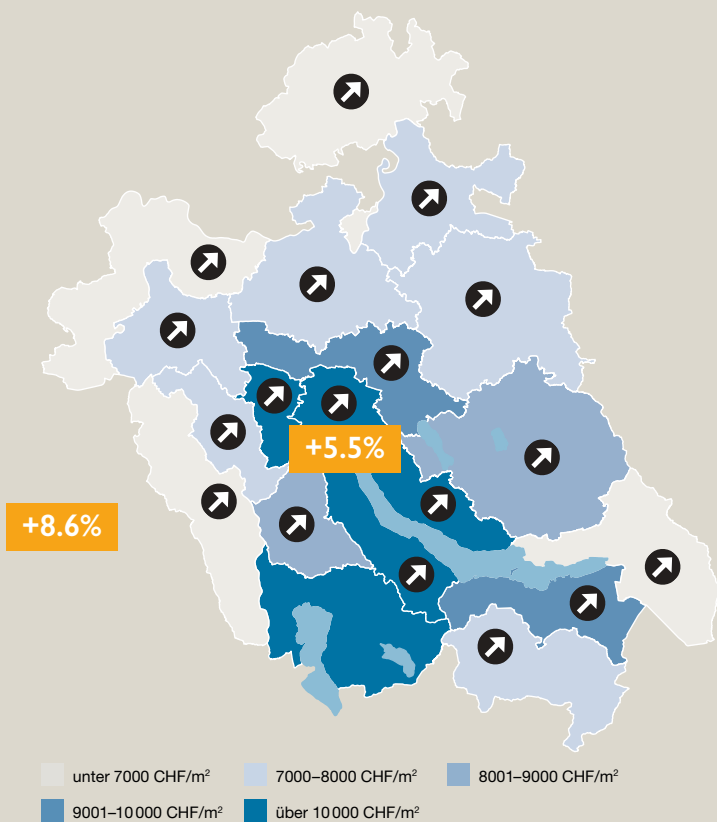 +5.5%
+8.6%
unter 7000 CHF/m²
7000–8000 CHF/m²
8001–9000 CHF/m²
9001–10 000 CHF/m²
über 10 000 CHF/m²